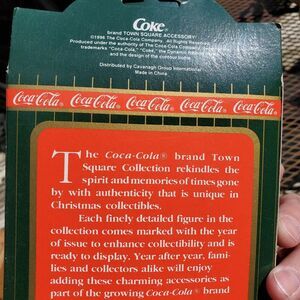 Coke
brand TOWN SQUARE ACCESSORY
©1996 The Coca-Cola Company. All Rights Reserved.
Produced under the authority of The Coca-Cola Company,
trademarks "Coca-Cola," "Coke," the Dynamic Ribbon
and the design of the contour bottle
Distributed by Cavanagh Group International
Made in China
Coca-Cola® Coca-Cola® Coca-Cola® Coca-Cola® Coca-Cola®
The Coca-Cola® brand Town
Square Collection rekindles the
spirit and memories of times gone
by with authenticity that is unique in
Christmas collectibles.
Each finely detailed figure in the
collection comes marked with the year
of issue to enhance collectibility and is
ready to display. Year after year, fami-
lies and collectors alike will enjoy
adding these charming accessories as
part of the growing Coca-Cola® brand